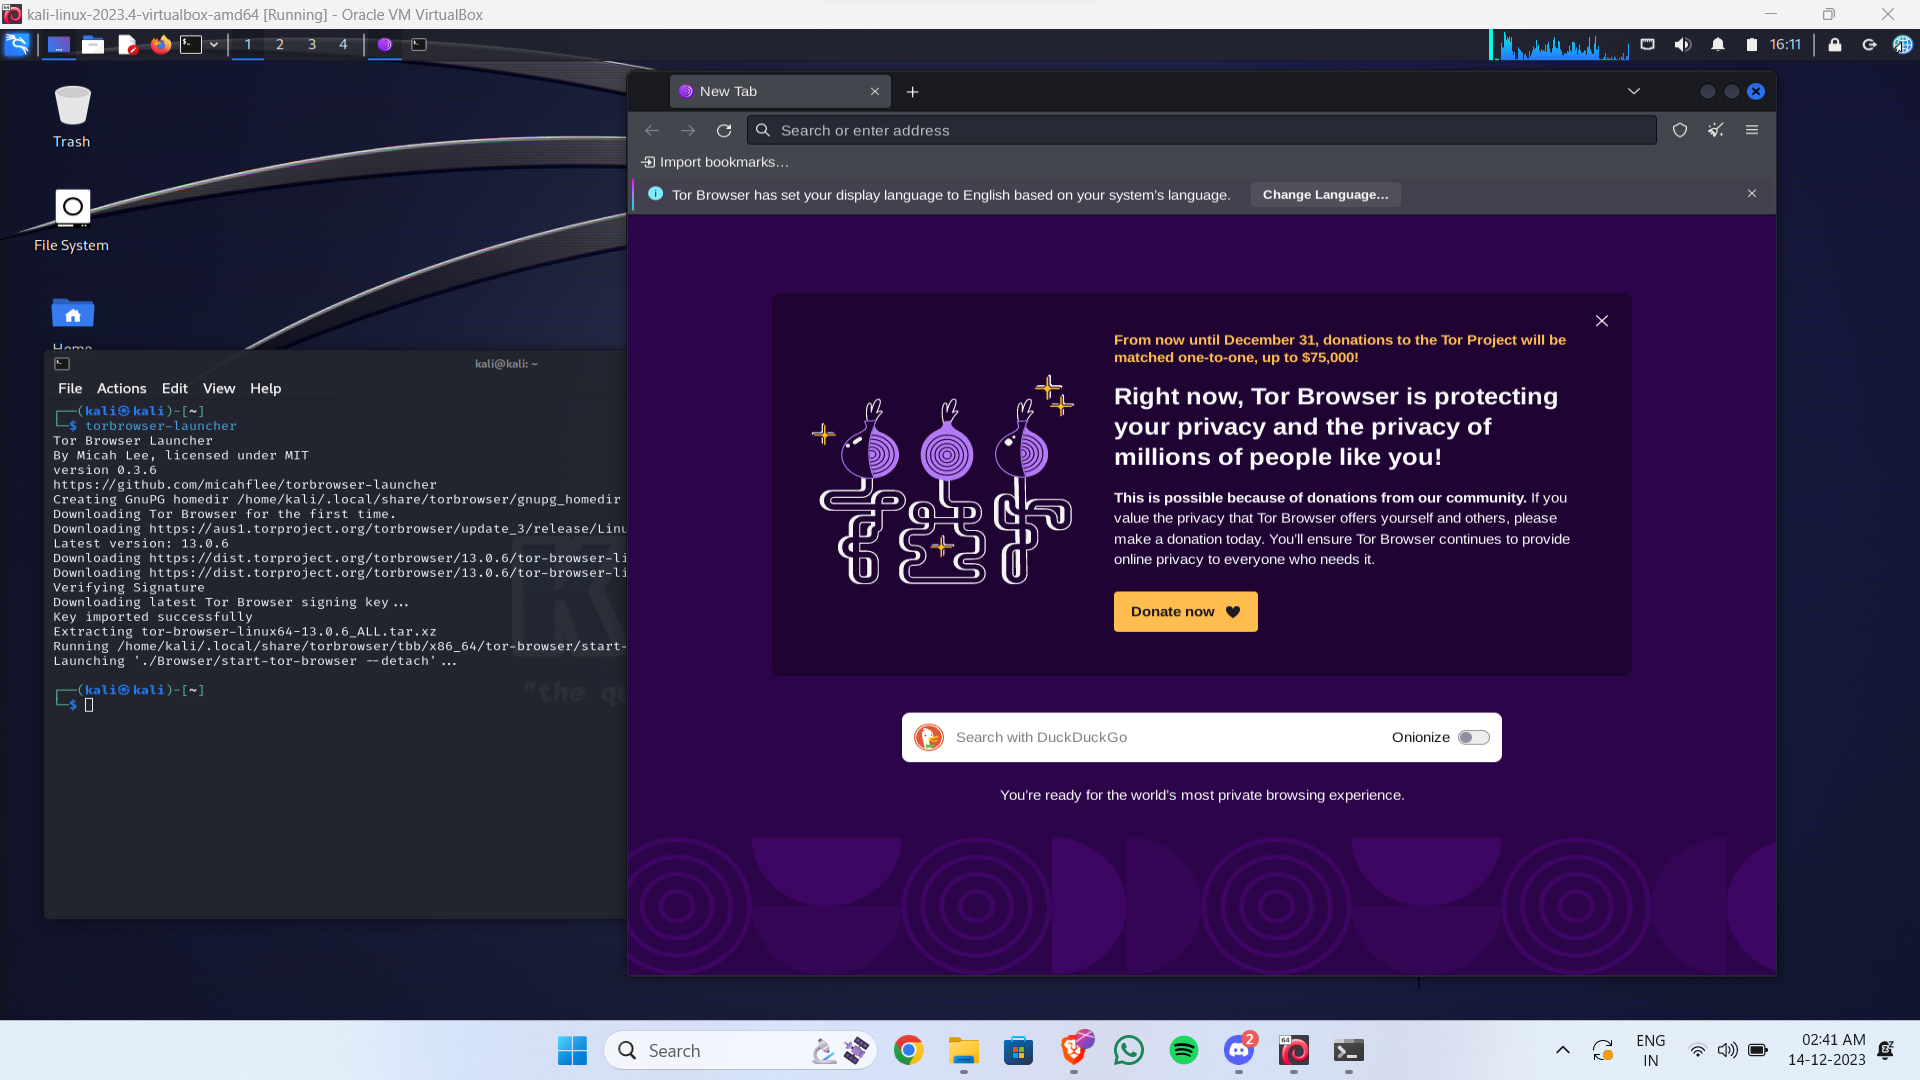 kali-linux-2023.4-virtualbox-amd64 [Running] - Oracle VM VirtualBox
1 2 3 4
16:11
Trash
File System
Home
kali@kali: ~
File Actions Edit View Help
┌──(kali㉿kali)-[~]
└─$ torbrowser-launcher
Tor Browser Launcher
By Micah Lee, licensed under MIT
version 0.3.6
https://github.com/micahflee/torbrowser-launcher
Creating GnuPG homedir /home/kali/.local/share/torbrowser/gnupg_homedir
Downloading Tor Browser for the first time.
Downloading https://aus1.torproject.org/torbrowser/update_3/release/Linu
Latest version: 13.0.6
Downloading https://dist.torproject.org/torbrowser/13.0.6/tor-browser-li
Downloading https://dist.torproject.org/torbrowser/13.0.6/tor-browser-li
Verifying Signature
Downloading latest Tor Browser signing key...
Key imported successfully
Extracting tor-browser-linux64-13.0.6_ALL.tar.xz
Running /home/kali/.local/share/torbrowser/tbb/x86_64/tor-browser/start-
Launching './Browser/start-tor-browser --detach'...
┌──(kali㉿kali)-[~]
└─$
"the qu
New Tab
Search or enter address
Import bookmarks…
Tor Browser has set your display language to English based on your system's language.
Change Language…
From now until December 31, donations to the Tor Project will be
matched one-to-one, up to $75,000!
Right now, Tor Browser is protecting
your privacy and the privacy of
millions of people like you!
This is possible because of donations from our community. If you
value the privacy that Tor Browser offers yourself and others, please
make a donation today. You'll ensure Tor Browser continues to provide
online privacy to everyone who needs it.
Donate now
Search with DuckDuckGo
Onionize
You're ready for the world's most private browsing experience.
Search
2
64
ENG
IN
02:41 AM
14-12-2023